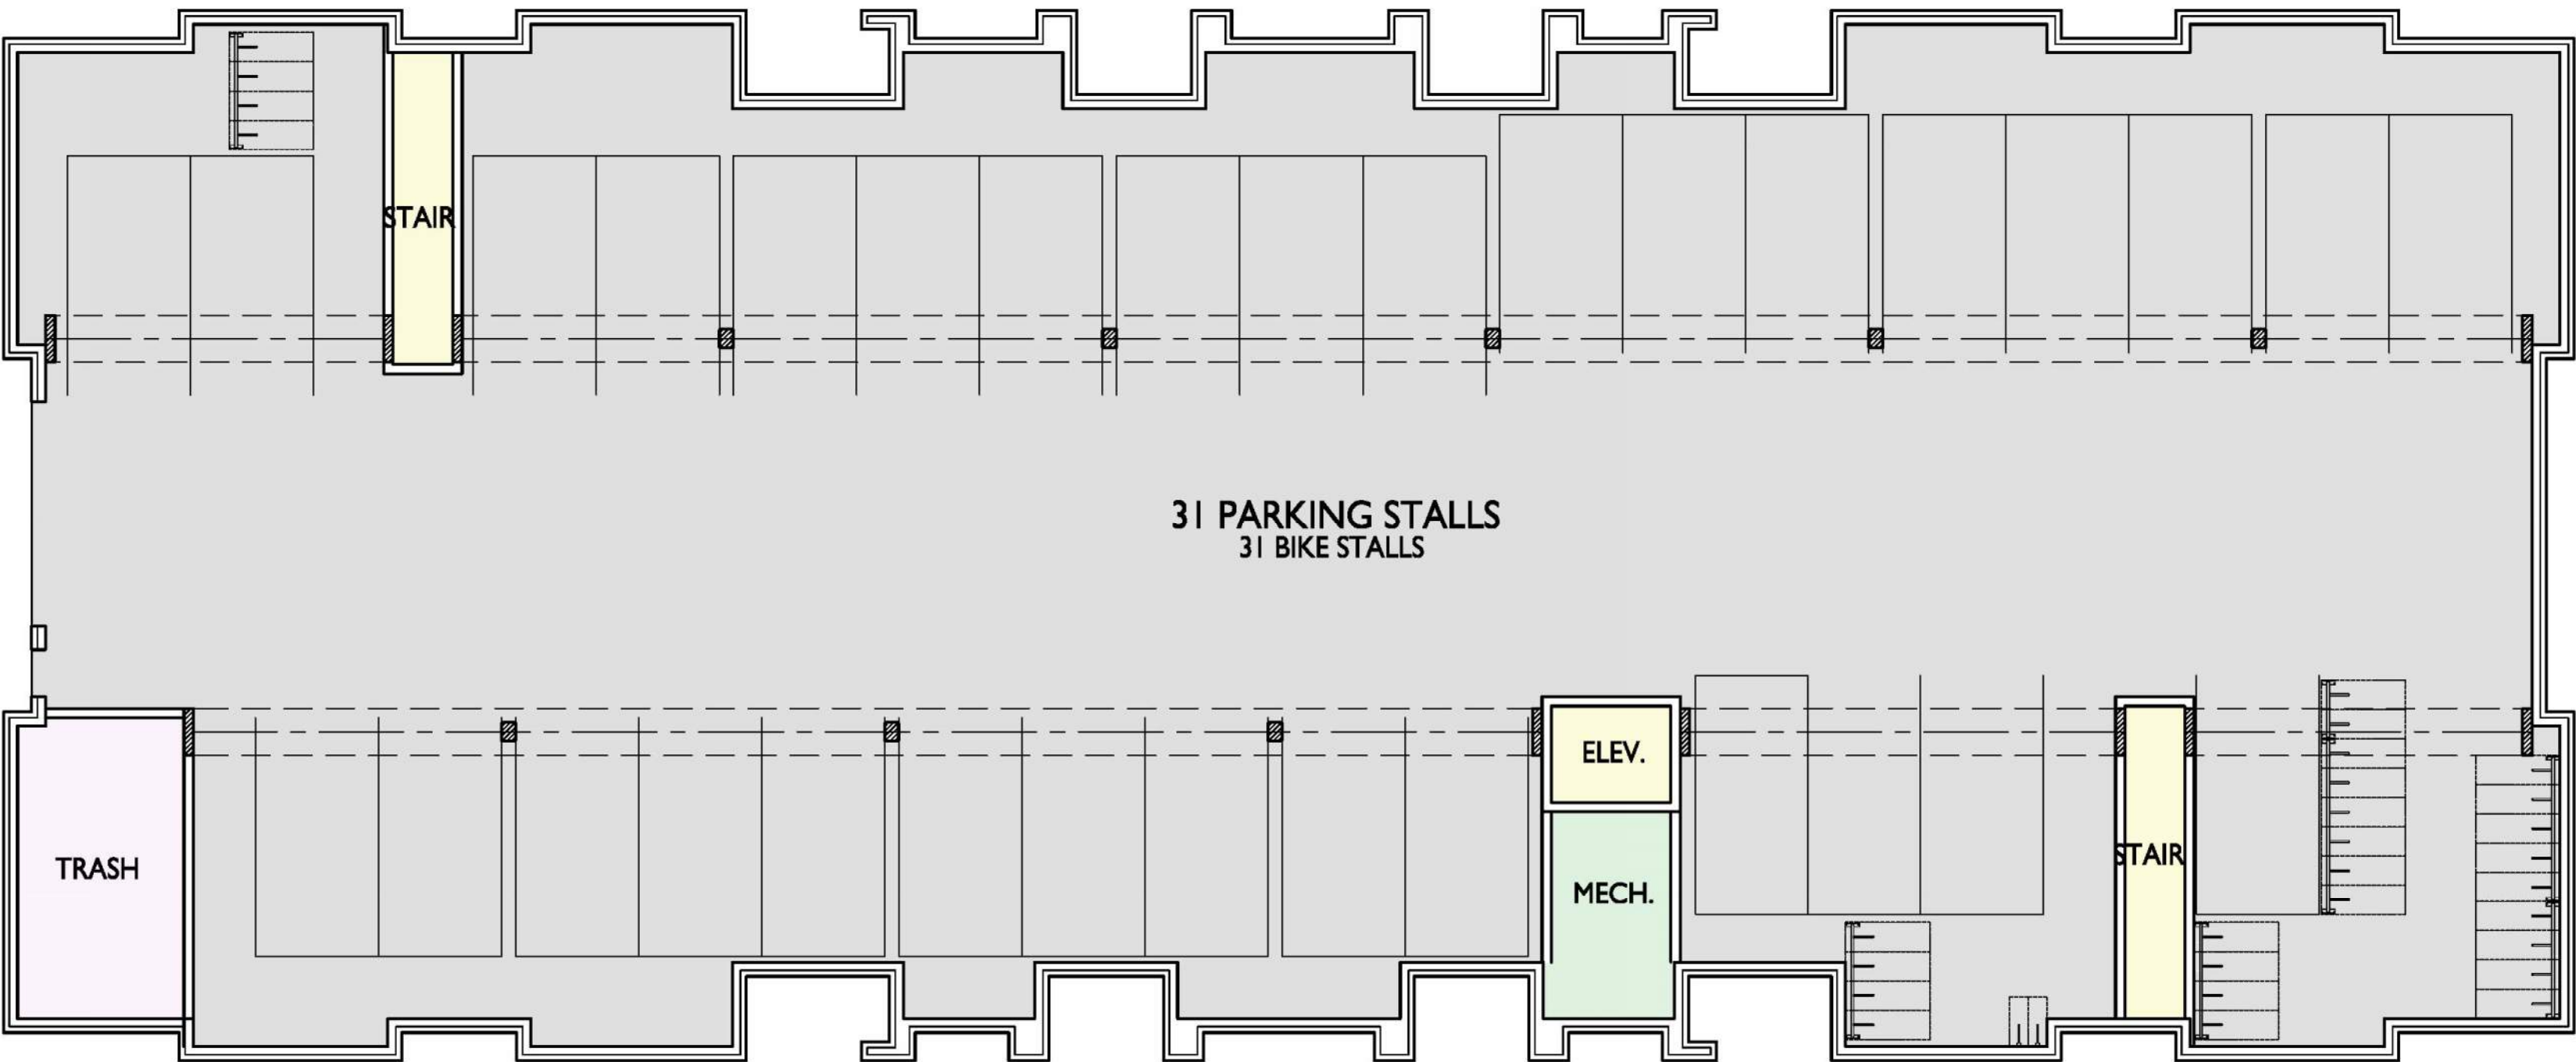 STAIR
31 PARKING STALLS
31 BIKE STALLS
ELEV.
TRASH
MECH.
STAIR